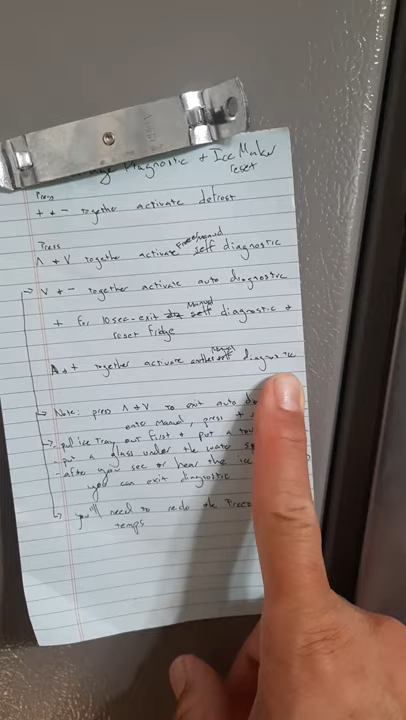 Diagnostic + Ice Maker
reset
Press
+ + - together activate defrost
Press
Λ + V together activate self diagnostic
V + - together activate auto diagnostic
Manual
+ for 10sec - exit self diagnostic +
reset fridge
Manual
+ together activate diagnostic
Note: press Λ + V to exit auto
manual, press +
- pull ice tray out first + put a
- put a glass under the water
- after you see or hear the ice
you can exit diagnostic
you'll need to redo the
temps